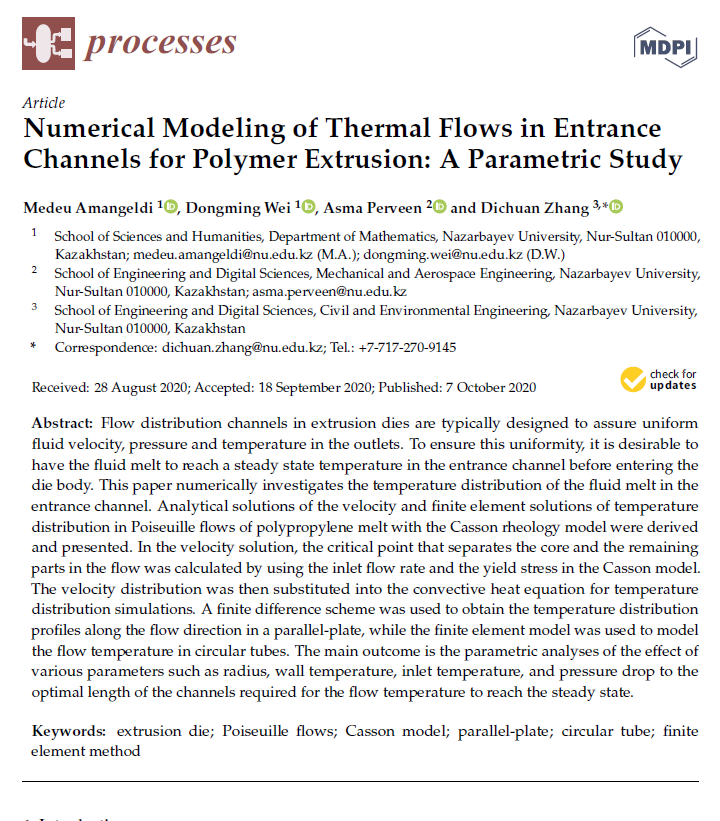 processes
MDPI
Article
Numerical Modeling of Thermal Flows in Entrance
Channels for Polymer Extrusion: A Parametric Study
Medeu Amangeldi 1 iD, Dongming Wei 1 iD, Asma Perveen 2 iD and Dichuan Zhang 3,* iD
1 School of Sciences and Humanities, Department of Mathematics, Nazarbayev University, Nur-Sultan 010000,
Kazakhstan; medeu.amangeldi@nu.edu.kz (M.A.); dongming.wei@nu.edu.kz (D.W.)
2 School of Engineering and Digital Sciences, Mechanical and Aerospace Engineering, Nazarbayev University,
Nur-Sultan 010000, Kazakhstan; asma.perveen@nu.edu.kz
3 School of Engineering and Digital Sciences, Civil and Environmental Engineering, Nazarbayev University,
Nur-Sultan 010000, Kazakhstan
* Correspondence: dichuan.zhang@nu.edu.kz; Tel.: +7-717-270-9145
Received: 28 August 2020; Accepted: 18 September 2020; Published: 7 October 2020
check for
updates
Abstract: Flow distribution channels in extrusion dies are typically designed to assure uniform
fluid velocity, pressure and temperature in the outlets. To ensure this uniformity, it is desirable to
have the fluid melt to reach a steady state temperature in the entrance channel before entering the
die body. This paper numerically investigates the temperature distribution of the fluid melt in the
entrance channel. Analytical solutions of the velocity and finite element solutions of temperature
distribution in Poiseuille flows of polypropylene melt with the Casson rheology model were derived
and presented. In the velocity solution, the critical point that separates the core and the remaining
parts in the flow was calculated by using the inlet flow rate and the yield stress in the Casson model.
The velocity distribution was then substituted into the convective heat equation for temperature
distribution simulations. A finite difference scheme was used to obtain the temperature distribution
profiles along the flow direction in a parallel-plate, while the finite element model was used to model
the flow temperature in circular tubes. The main outcome is the parametric analyses of the effect of
various parameters such as radius, wall temperature, inlet temperature, and pressure drop to the
optimal length of the channels required for the flow temperature to reach the steady state.
Keywords: extrusion die; Poiseuille flows; Casson model; parallel-plate; circular tube; finite
element method